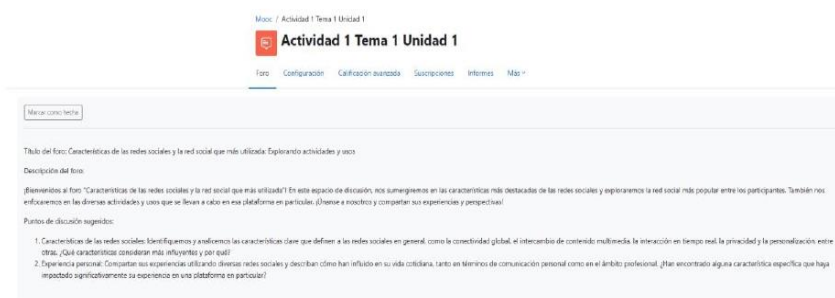 Mooc / Actividad 1 Tema 1 Unidad 1
Actividad 1 Tema 1 Unidad 1
Foro Configuración Calificación avanzada Suscripciones Informes Más
Marcar como hecha
Título del foro: Características de las redes sociales y la red social que más utilizada: Explorando actividades y usos
Descripción del foro:
¡Bienvenidos al foro "Características de las redes sociales y la red social que más utilizada"! En este espacio de discusión, nos sumergiremos en las características más destacadas de las redes sociales y exploraremos la red social más popular entre los participantes. También nos
enfocaremos en las diversas actividades y usos que se llevan a cabo en esa plataforma en particular. ¡Únanse a nosotros y compartan sus experiencias y perspectivas!
Puntos de discusión sugeridos:
1. Características de las redes sociales: Identifiquemos y analicemos las características clave que definen a las redes sociales en general, como la conectividad global, el intercambio de contenido multimedia, la interacción en tiempo real, la privacidad y la personalización, entre
otras. ¿Qué características consideran más influyentes y por qué?
2. Experiencia personal: Compartan sus experiencias utilizando diversas redes sociales y describan cómo han influido en su vida cotidiana, tanto en términos de comunicación personal como en el ámbito profesional. ¿Han encontrado alguna característica específica que haya
impactado significativamente su experiencia en una plataforma en particular?